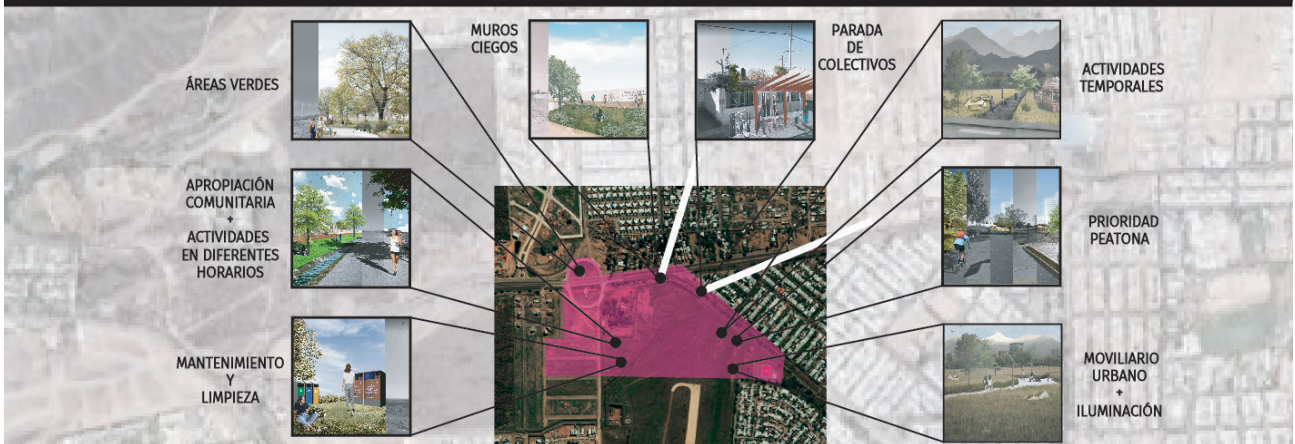 ÁREAS VERDES
MUROS
CIEGOS
PARADA
DE
COLECTIVOS
ACTIVIDADES
TEMPORALES
APROPIACIÓN
COMUNITARIA
+
ACTIVIDADES
EN DIFERENTES
HORARIOS
PRIORIDAD
PEATONA
MANTENIMIENTO
Y
LIMPIEZA
MOVILIARIO
URBANO
+
ILUMINACIÓN